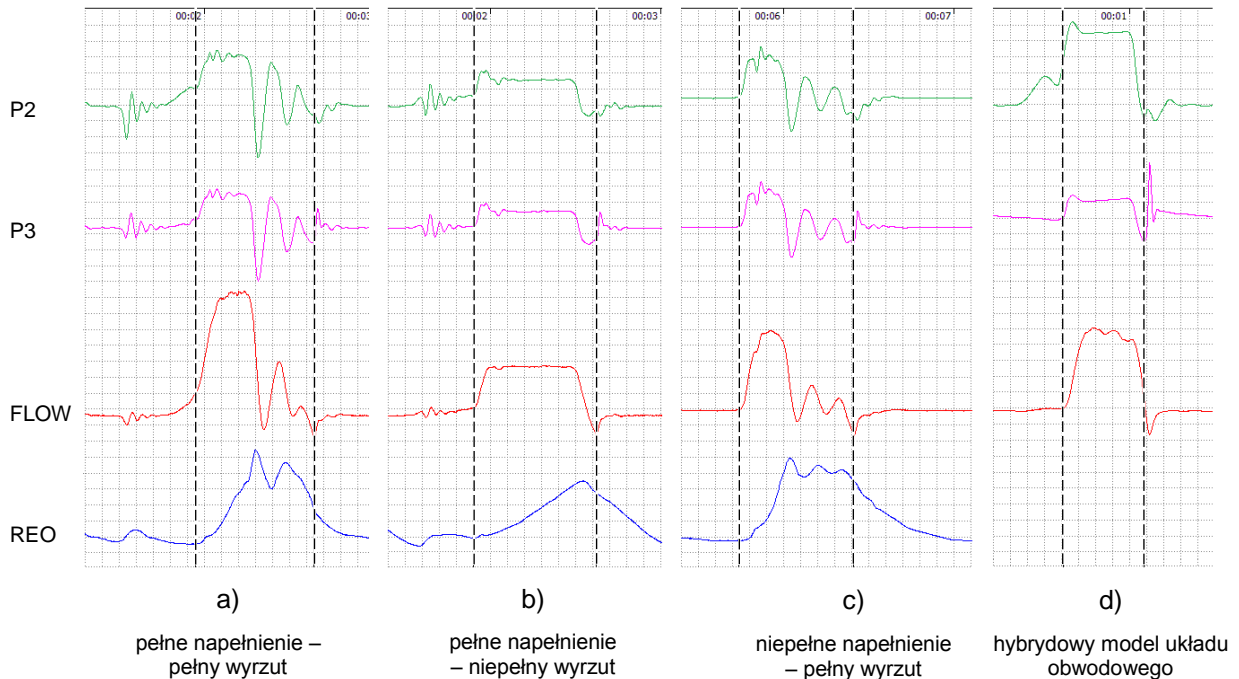 00:02 00:03 00:02 00:03 00:06 00:07 00:01
P2
P3
FLOW
REO
a) b) c) d)
pełne napełnienie – pełne napełnienie niepełne napełnienie hybrydowy model układu
pełny wyrzut – niepełny wyrzut – pełny wyrzut obwodowego